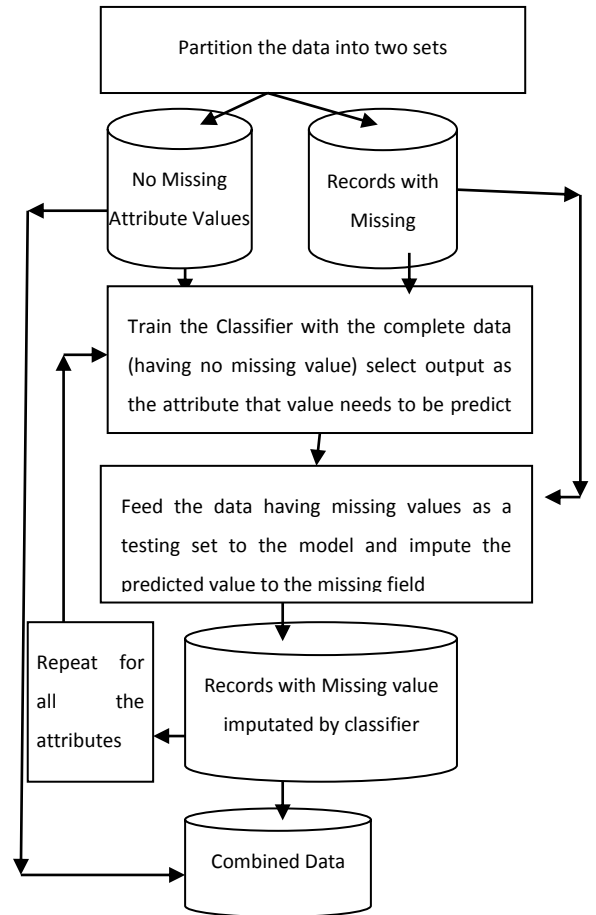 Partition the data into two sets
No Missing
Attribute Values
Records with
Missing
Train the Classifier with the complete data
(having no missing value) select output as
the attribute that value needs to be predict
Feed the data having missing values as a
testing set to the model and impute the
predicted value to the missing field
Repeat for
all the
attributes
Records with Missing value
imputated by classifier
Combined Data